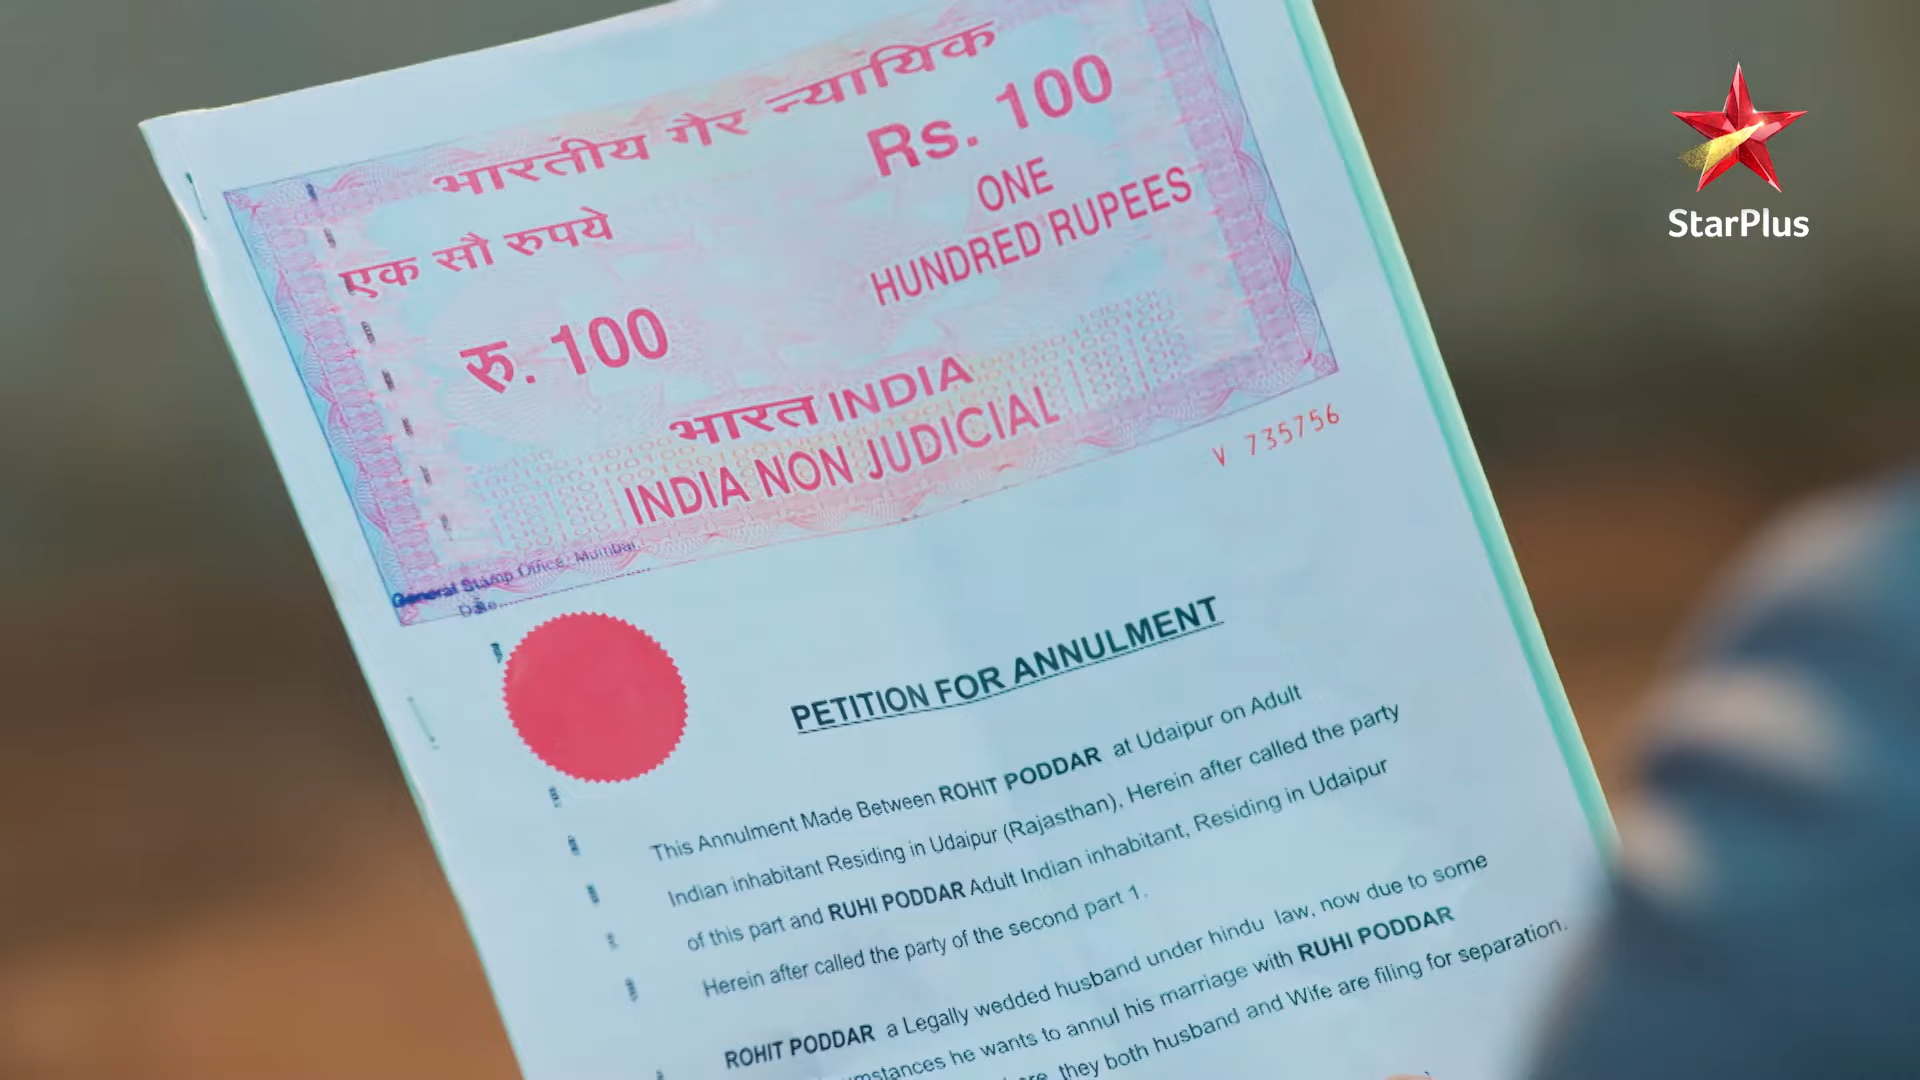 भारतीय गैर न्यायिक
एक सौ रुपये
Rs. 100
रु. 100
ONE
HUNDRED RUPEES
भारत INDIA
INDIA NON JUDICIAL
V 735756
General Stamp Office: Mumbai.
Date
PETITION FOR ANNULMENT
This Annulment Made Between ROHIT PODDAR at Udaipur on Adult
Indian inhabitant Residing in Udaipur (Rajasthan), Herein after called the party
of this part and RUHI PODDAR Adult Indian inhabitant, Residing in Udaipur
Herein after called the party of the second part 1.
ROHIT PODDAR a Legally wedded husband under hindu law, now due to some
he wants to annul his marriage with RUHI PODDAR
they both husband and Wife are filing for separation.
StarPlus